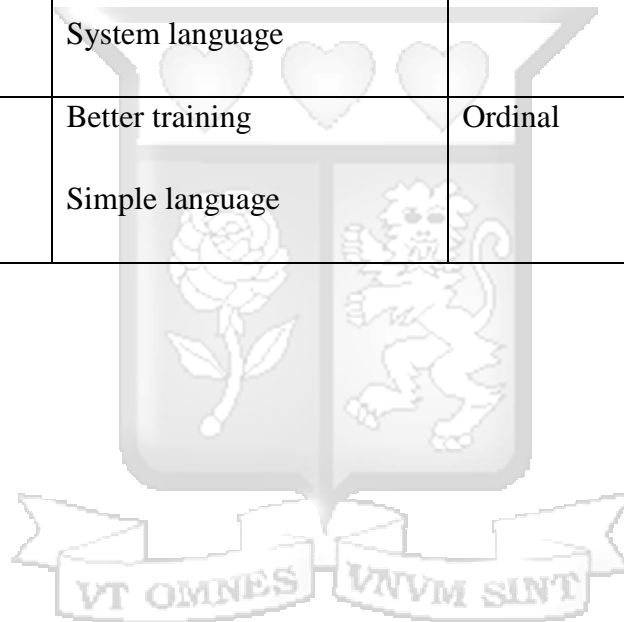 System language
Better training Ordinal
Simple language
VT OMNES VNVM SINT